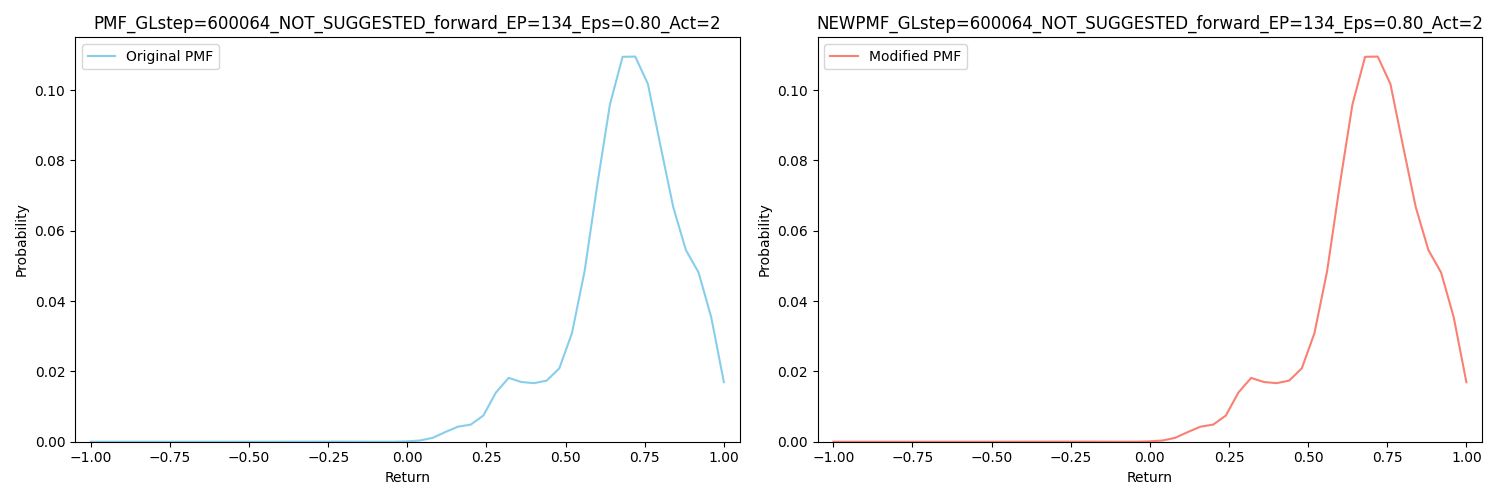 PMF_GLstep=600064_NOT_SUGGESTED_forward_EP=134_Eps=0.80_Act=2
Original PMF
Probability
0.10
0.08
0.06
0.04
0.02
0.00
−1.00 −0.75 −0.50 −0.25 0.00 0.25 0.50 0.75 1.00
Return
NEWPMF_GLstep=600064_NOT_SUGGESTED_forward_EP=134_Eps=0.80_Act=2
Modified PMF
Probability
0.10
0.08
0.06
0.04
0.02
0.00
−1.00 −0.75 −0.50 −0.25 0.00 0.25 0.50 0.75 1.00
Return